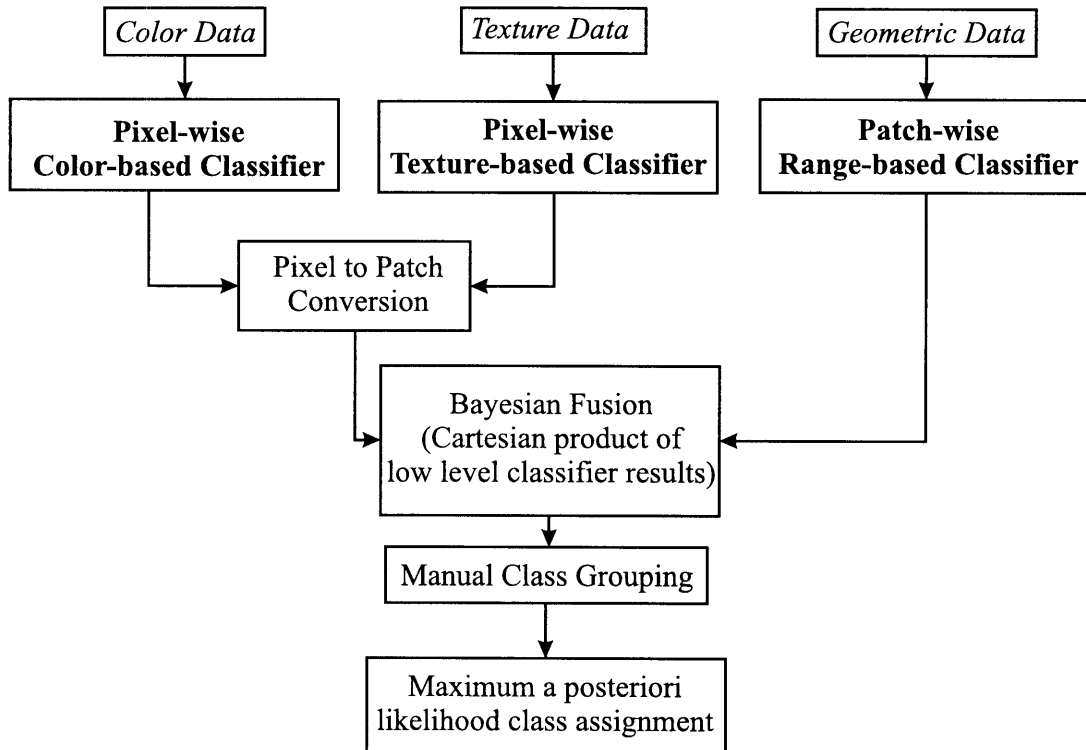 Color Data
Texture Data
Geometric Data
Pixel-wise
Color-based Classifier
Pixel-wise
Texture-based Classifier
Patch-wise
Range-based Classifier
Pixel to Patch
Conversion
Bayesian Fusion
(Cartesian product of
low level classifier results)
Manual Class Grouping
Maximum a posteriori
likelihood class assignment